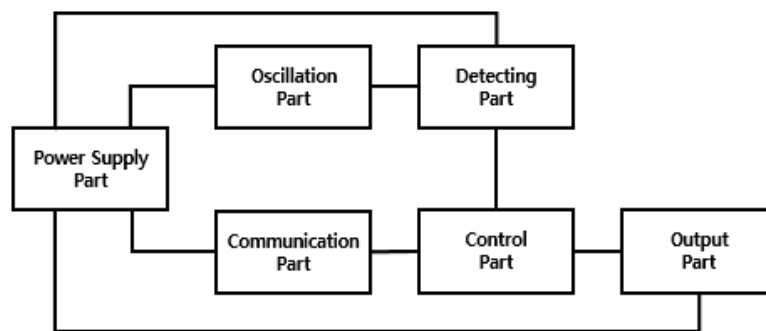 Oscillation
Part
Detecting
Part
Power Supply
Part
Communication
Part
Control
Part
Output
Part